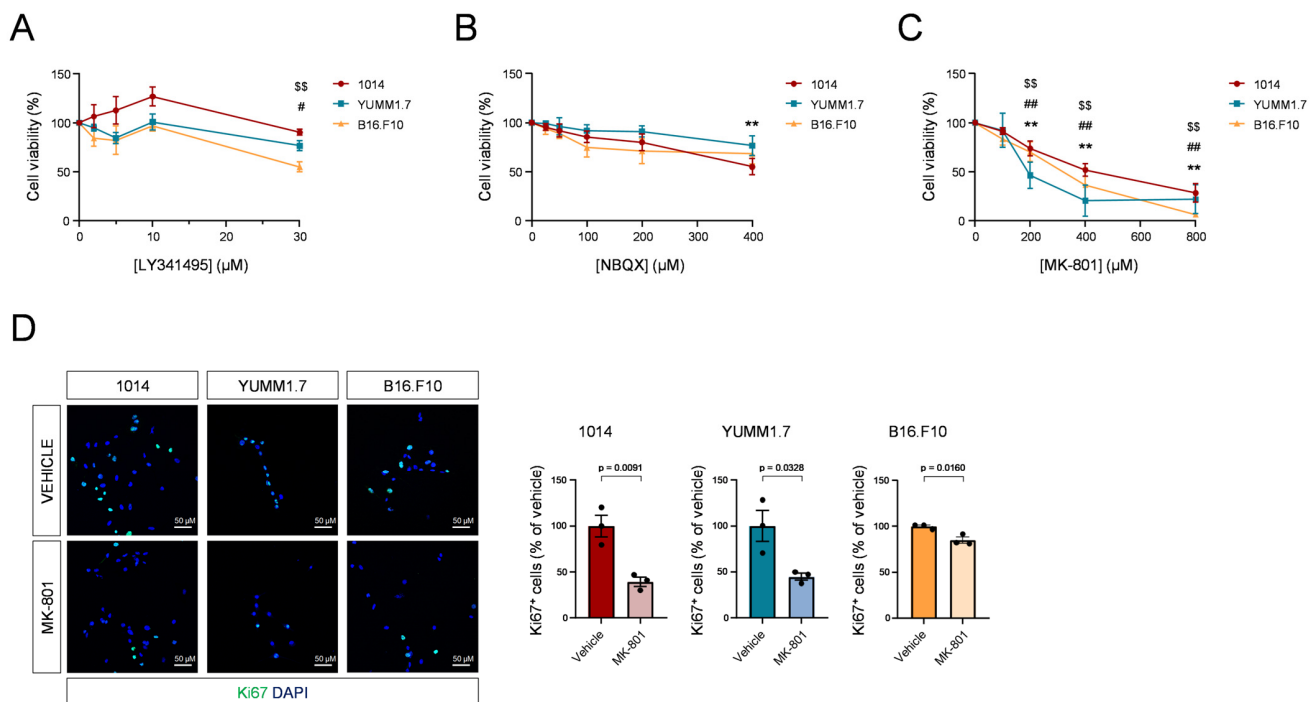 A
150
100
50
0
0
10
20
30
Cell viability (%)
[LY341495] (µM)
$$
#
1014
YUMM1.7
B16.F10
B
150
100
50
0
0
100
200
300
400
Cell viability (%)
[NBQX] (µM)
**
1014
YUMM1.7
B16.F10
C
150
100
50
0
0
200
400
600
800
Cell viability (%)
[MK-801] (µM)
$$
##
**
$$
##
**
$$
##
**
1014
YUMM1.7
B16.F10
D
1014
YUMM1.7
B16.F10
VEHICLE
50 µM
50 µM
50 µM
MK-801
50 µM
50 µM
50 µM
Ki67 DAPI
1014
p = 0.0091
150
100
50
0
Ki67⁺ cells (% of vehicle)
Vehicle
MK-801
YUMM1.7
p = 0.0328
150
100
50
0
Ki67⁺ cells (% of vehicle)
Vehicle
MK-801
B16.F10
p = 0.0160
150
100
50
0
Ki67⁺ cells (% of vehicle)
Vehicle
MK-801